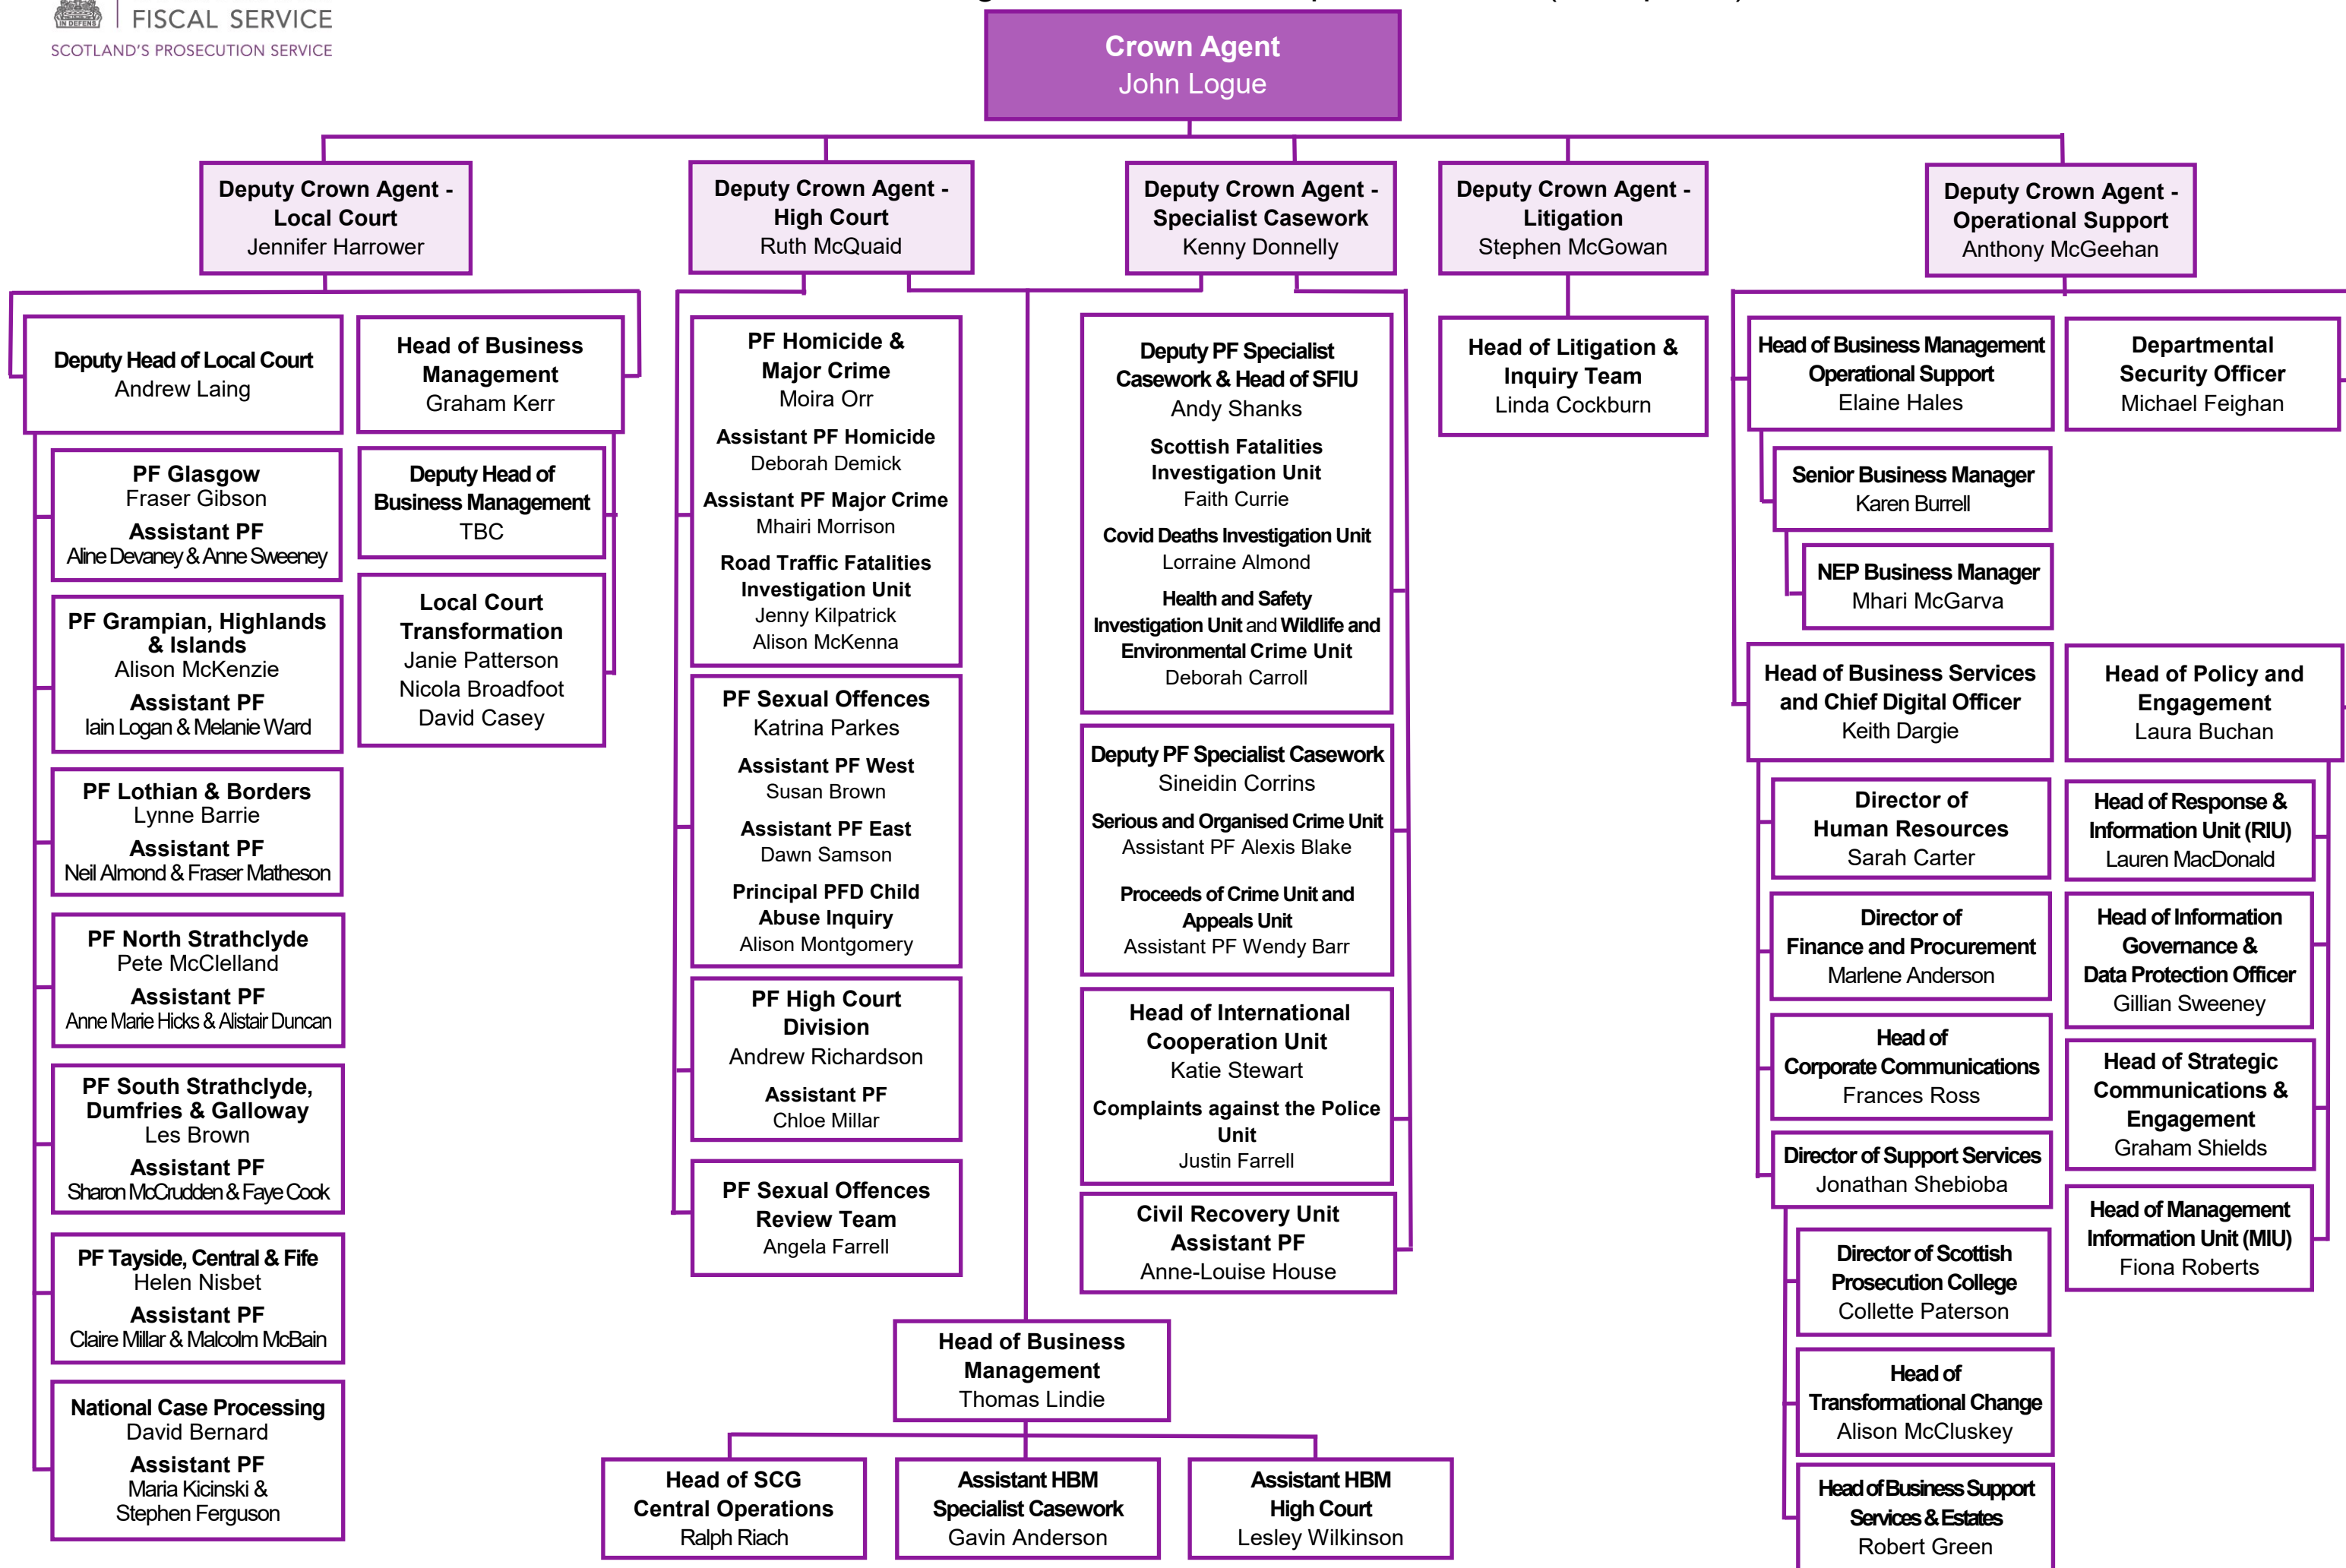 IN DEFENS
FISCAL SERVICE
SCOTLAND'S PROSECUTION SERVICE
Crown Agent
John Logue
Deputy Crown Agent -
Local Court
Jennifer Harrower
Deputy Crown Agent -
High Court
Ruth McQuaid
Deputy Crown Agent -
Specialist Casework
Kenny Donnelly
Deputy Crown Agent -
Litigation
Stephen McGowan
Deputy Crown Agent -
Operational Support
Anthony McGeehan
Deputy Head of Local Court
Andrew Laing
PF Glasgow
Fraser Gibson
Assistant PF
Aline Devaney & Anne Sweeney
PF Grampian, Highlands
& Islands
Alison McKenzie
Assistant PF
Iain Logan & Melanie Ward
PF Lothian & Borders
Lynne Barrie
Assistant PF
Neil Almond & Fraser Matheson
PF North Strathclyde
Pete McClelland
Assistant PF
Anne Marie Hicks & Alistair Duncan
PF South Strathclyde,
Dumfries & Galloway
Les Brown
Assistant PF
Sharon McCrudden & Faye Cook
PF Tayside, Central & Fife
Helen Nisbet
Assistant PF
Claire Millar & Malcolm McBain
National Case Processing
David Bernard
Assistant PF
Maria Kicinski &
Stephen Ferguson
Head of Business
Management
Graham Kerr
Deputy Head of
Business Management
TBC
Local Court
Transformation
Janie Patterson
Nicola Broadfoot
David Casey
PF Homicide &
Major Crime
Moira Orr
Assistant PF Homicide
Deborah Demick
Assistant PF Major Crime
Mhairi Morrison
Road Traffic Fatalities
Investigation Unit
Jenny Kilpatrick
Alison McKenna
PF Sexual Offences
Katrina Parkes
Assistant PF West
Susan Brown
Assistant PF East
Dawn Samson
Principal PFD Child
Abuse Inquiry
Alison Montgomery
PF High Court
Division
Andrew Richardson
Assistant PF
Chloe Millar
PF Sexual Offences
Review Team
Angela Farrell
Deputy PF Specialist
Casework & Head of SFIU
Andy Shanks
Scottish Fatalities
Investigation Unit
Faith Currie
Covid Deaths Investigation Unit
Lorraine Almond
Health and Safety
Investigation Unit and Wildlife and
Environmental Crime Unit
Deborah Carroll
Deputy PF Specialist Casework
Sineidin Corrins
Serious and Organised Crime Unit
Assistant PF Alexis Blake
Proceeds of Crime Unit and
Appeals Unit
Assistant PF Wendy Barr
Head of International
Cooperation Unit
Katie Stewart
Complaints against the Police
Unit
Justin Farrell
Civil Recovery Unit
Assistant PF
Anne-Louise House
Head of Business
Management
Thomas Lindie
Head of SCG
Central Operations
Ralph Riach
Assistant HBM
Specialist Casework
Gavin Anderson
Assistant HBM
High Court
Lesley Wilkinson
Head of Litigation &
Inquiry Team
Linda Cockburn
Head of Business Management
Operational Support
Elaine Hales
Senior Business Manager
Karen Burrell
NEP Business Manager
Mhari McGarva
Head of Business Services
and Chief Digital Officer
Keith Dargie
Director of
Human Resources
Sarah Carter
Director of
Finance and Procurement
Marlene Anderson
Head of
Corporate Communications
Frances Ross
Director of Support Services
Jonathan Shebioba
Director of Scottish
Prosecution College
Collette Paterson
Head of
Transformational Change
Alison McCluskey
Head of Business Support
Services & Estates
Robert Green
Departmental
Security Officer
Michael Feighan
Head of Policy and
Engagement
Laura Buchan
Head of Response &
Information Unit (RIU)
Lauren MacDonald
Head of Information
Governance &
Data Protection Officer
Gillian Sweeney
Head of Strategic
Communications &
Engagement
Graham Shields
Head of Management
Information Unit (MIU)
Fiona Roberts